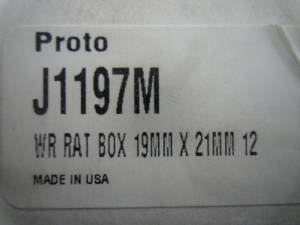 Proto
J1197M
WR RAT BOX 19MM X 21MM 12
MADE IN USA